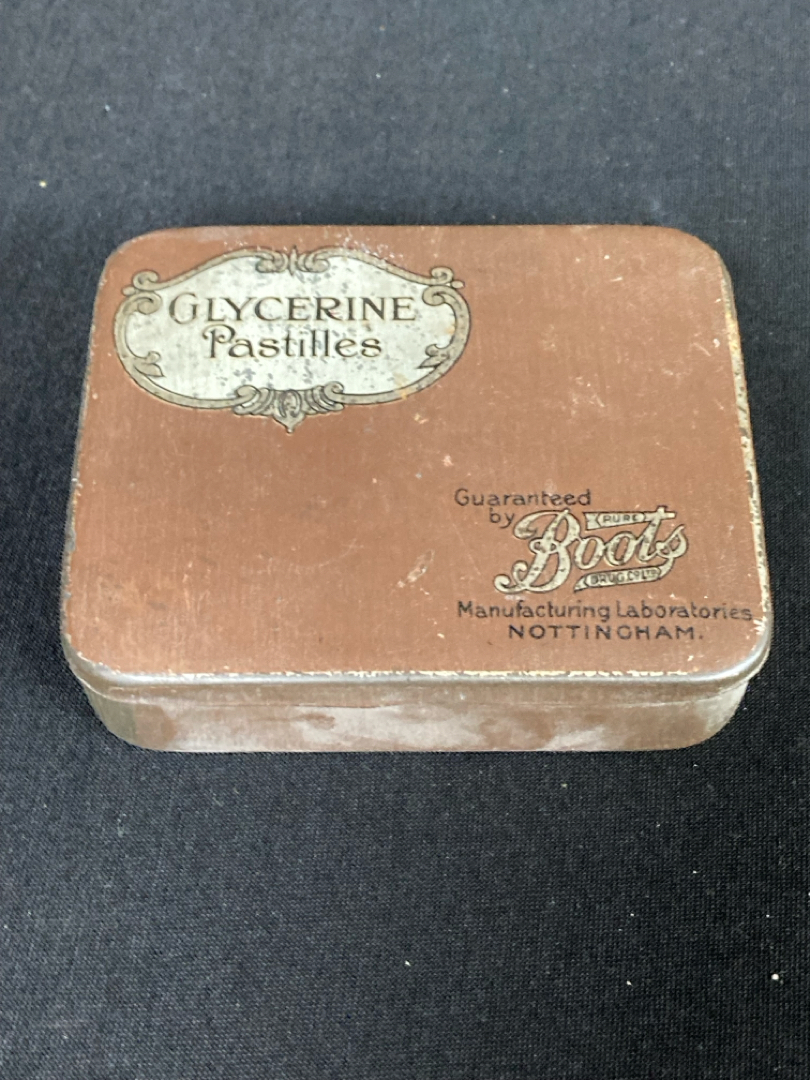 GLYCERINE
Pastilles
Guaranteed
by
PURE
Boots
DRUG CO LTD
Manufacturing Laboratories
NOTTINGHAM.